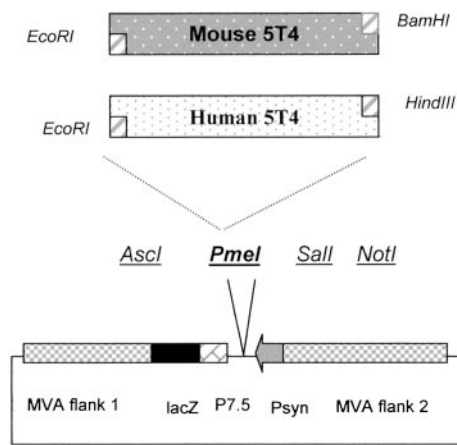 EcoRI Mouse 5T4 BamHI
EcoRI Human 5T4 HindIII
AscI PmeI SalI NotI
MVA flank 1 lacZ P7.5 Psyn MVA flank 2